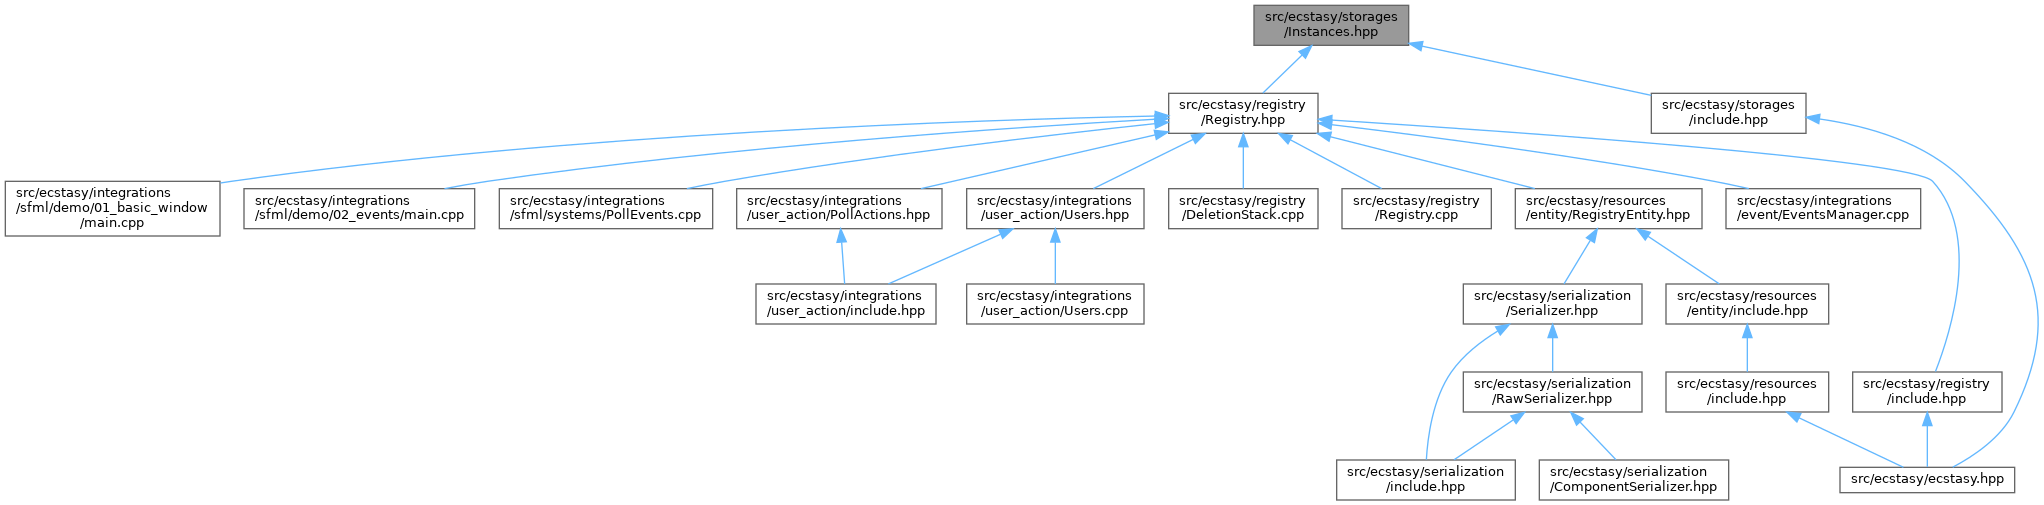 src/ecstasy/storages
/Instances.hpp
src/ecstasy/registry
/Registry.hpp
src/ecstasy/storages
/include.hpp
src/ecstasy/integrations
/sfml/demo/01_basic_window
/main.cpp
src/ecstasy/integrations
/sfml/demo/02_events/main.cpp
src/ecstasy/integrations
/sfml/systems/PollEvents.cpp
src/ecstasy/integrations
/user_action/PollActions.hpp
src/ecstasy/integrations
/user_action/Users.hpp
src/ecstasy/registry
/DeletionStack.cpp
src/ecstasy/registry
/Registry.cpp
src/ecstasy/resources
/entity/RegistryEntity.hpp
src/ecstasy/integrations
/event/EventsManager.cpp
src/ecstasy/integrations
/user_action/include.hpp
src/ecstasy/integrations
/user_action/Users.cpp
src/ecstasy/serialization
/Serializer.hpp
src/ecstasy/resources
/entity/include.hpp
src/ecstasy/serialization
/RawSerializer.hpp
src/ecstasy/resources
/include.hpp
src/ecstasy/registry
/include.hpp
src/ecstasy/serialization
/include.hpp
src/ecstasy/serialization
/ComponentSerializer.hpp
src/ecstasy/ecstasy.hpp